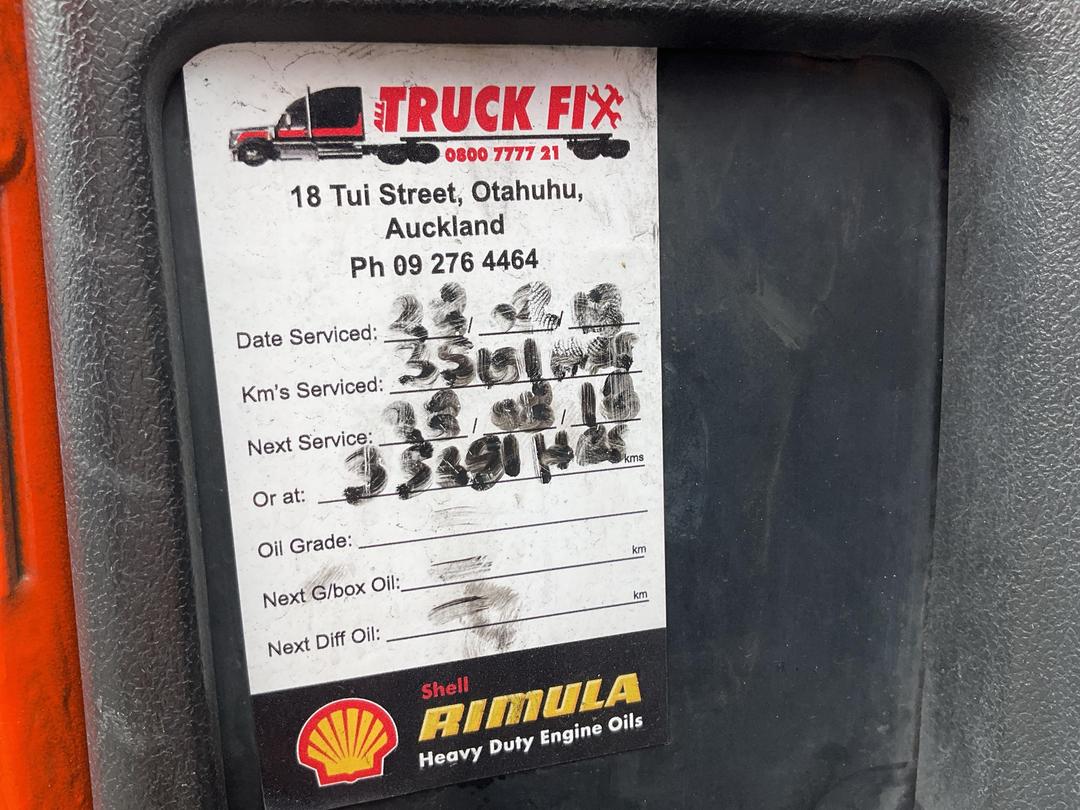 ALL TRUCK FIX
0800 7777 21
18 Tui Street, Otahuhu,
Auckland
Ph 09 276 4464
Date Serviced: / /
Km's Serviced:
Next Service: / /
Or at: kms
Oil Grade:
Next G/box Oil: km
Next Diff Oil: km
Shell
RIMULA
Heavy Duty Engine Oils